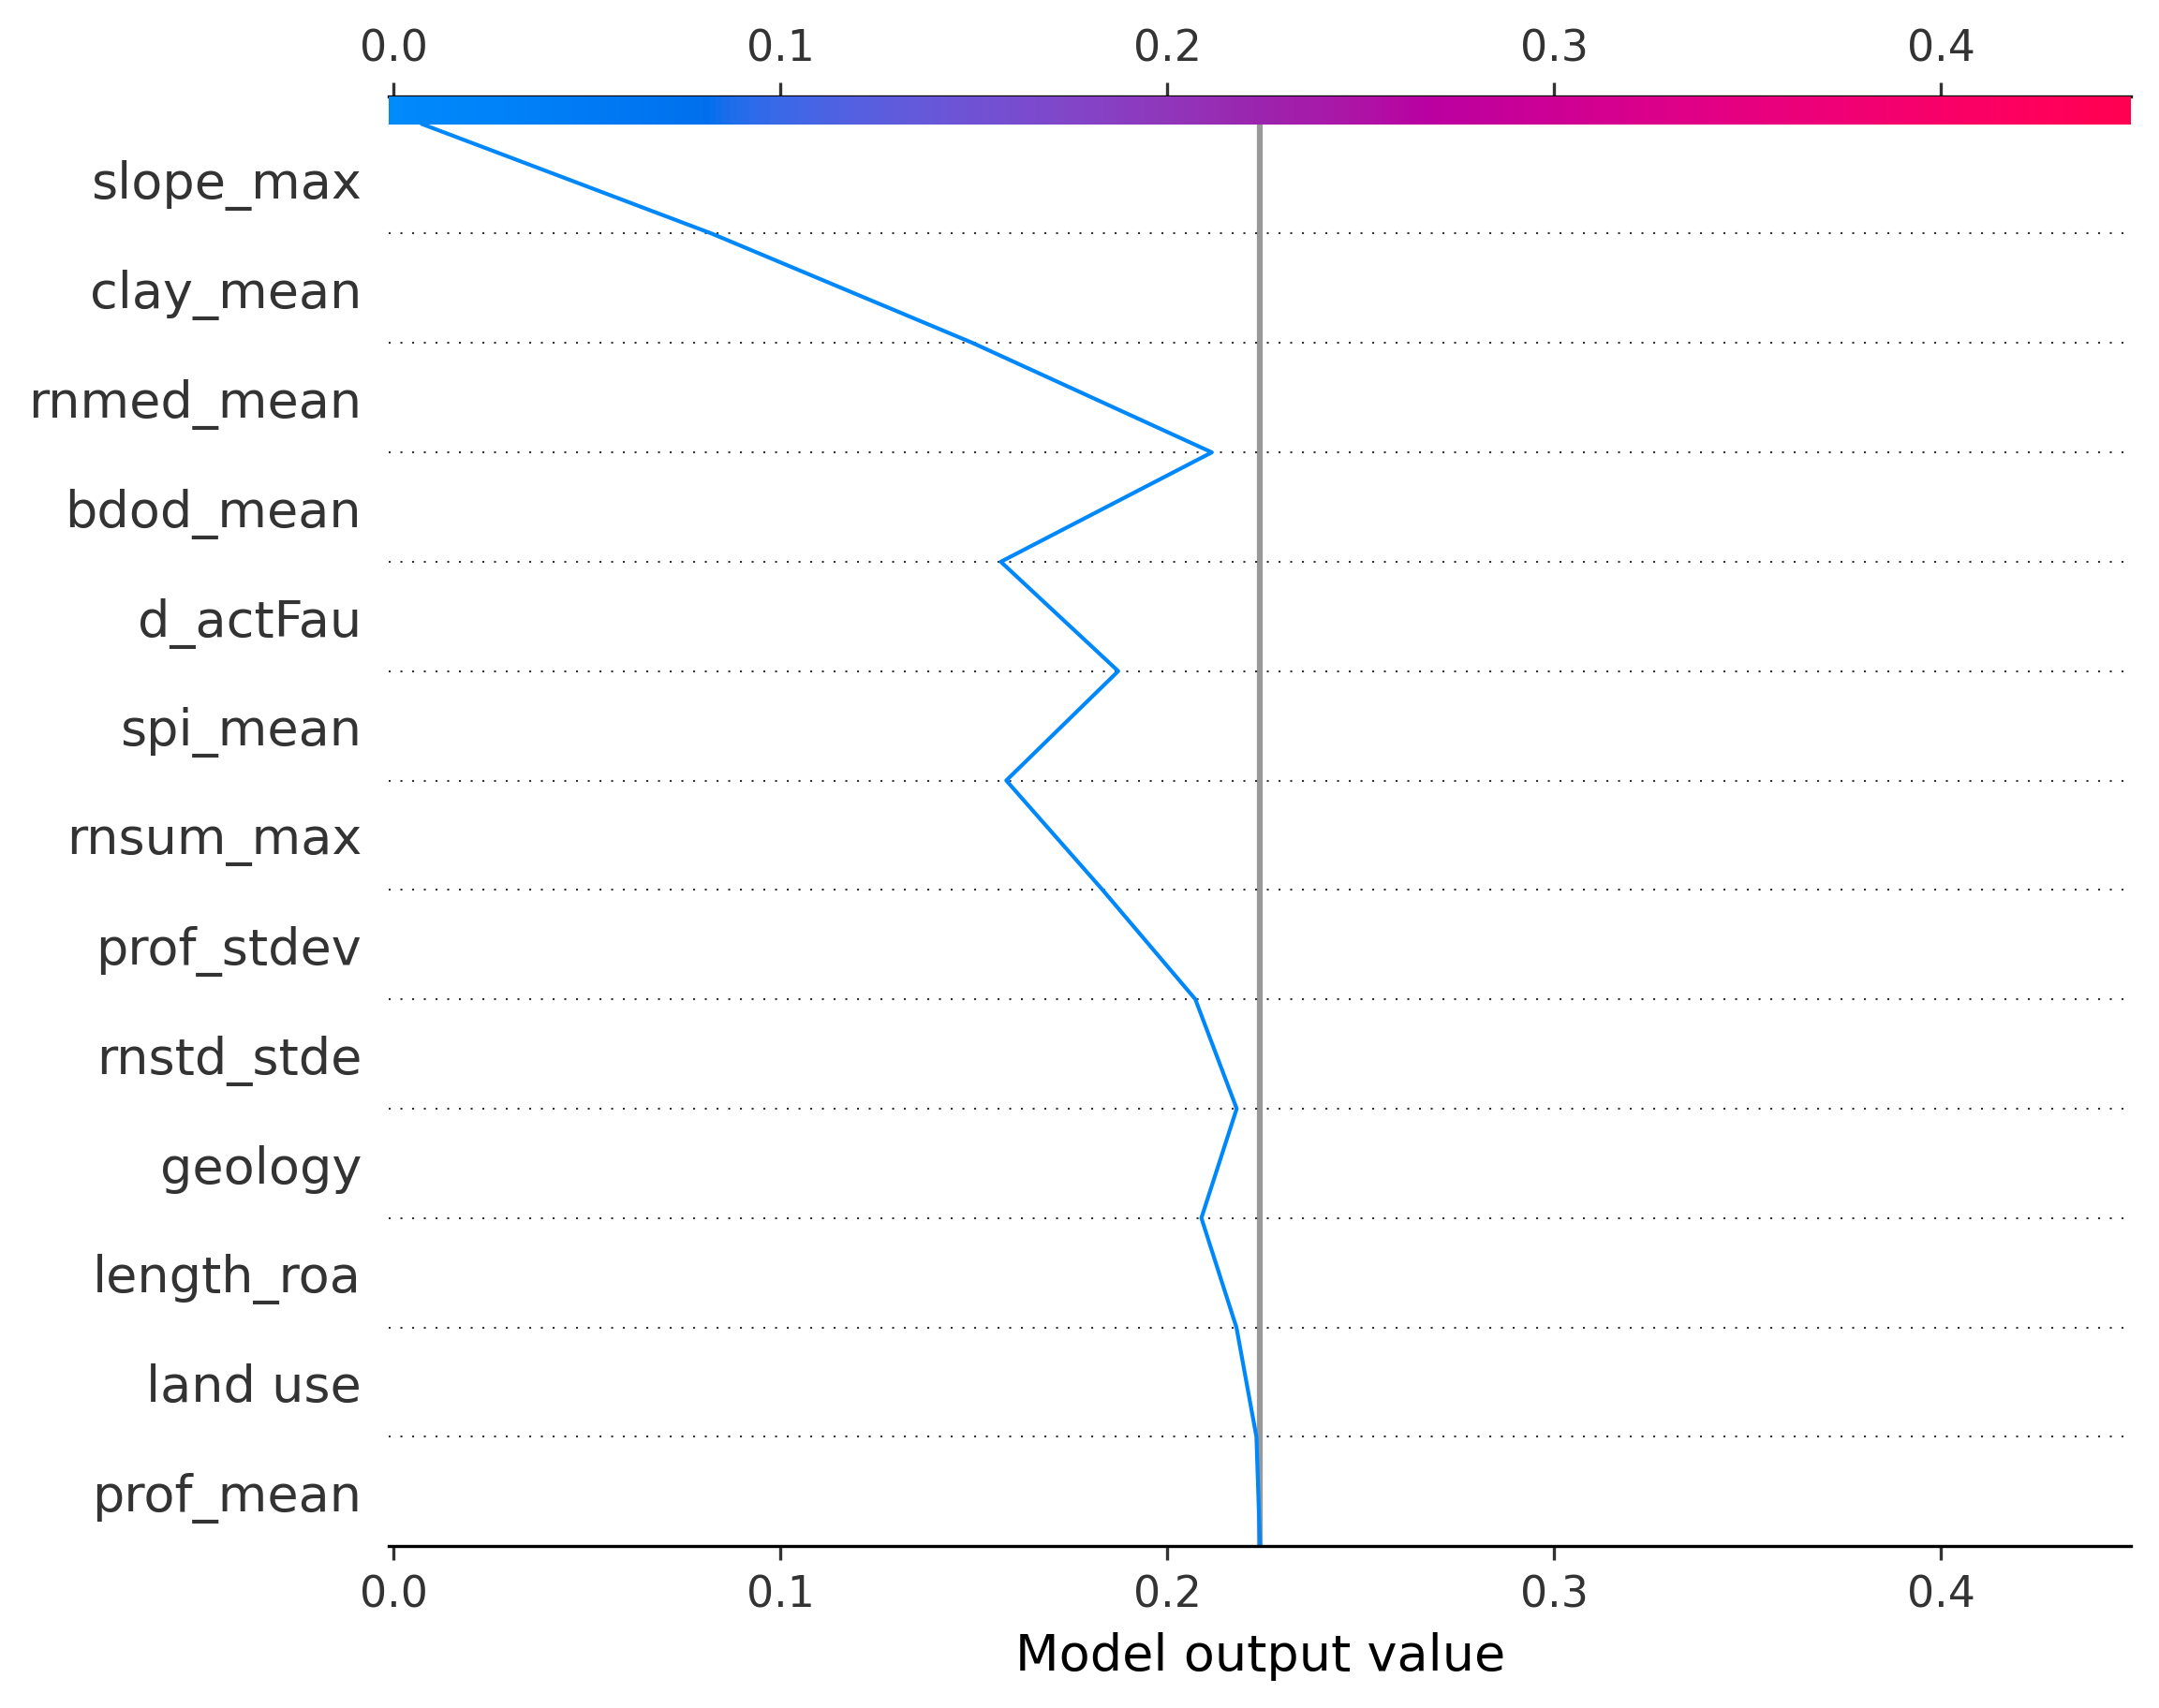 0.0 0.1 0.2 0.3 0.4
slope_max
clay_mean
rnmed_mean
bdod_mean
d_actFau
spi_mean
rnsum_max
prof_stdev
rnstd_stde
geology
length_roa
land use
prof_mean
0.0 0.1 0.2 0.3 0.4
Model output value